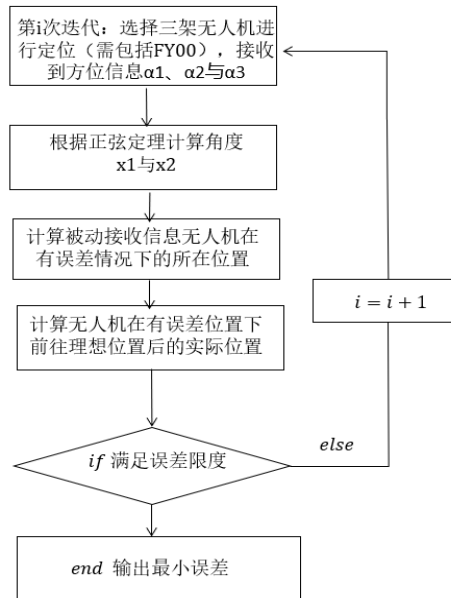 第i次迭代：选择三架无人机进
行定位（需包括FY00），接收
到方位信息α1、α2与α3
根据正弦定理计算角度
x1与x2
计算被动接收信息无人机在
有误差情况下的所在位置
i = i + 1
计算无人机在有误差位置下
前往理想位置后的实际位置
else
if 满足误差限度
end 输出最小误差